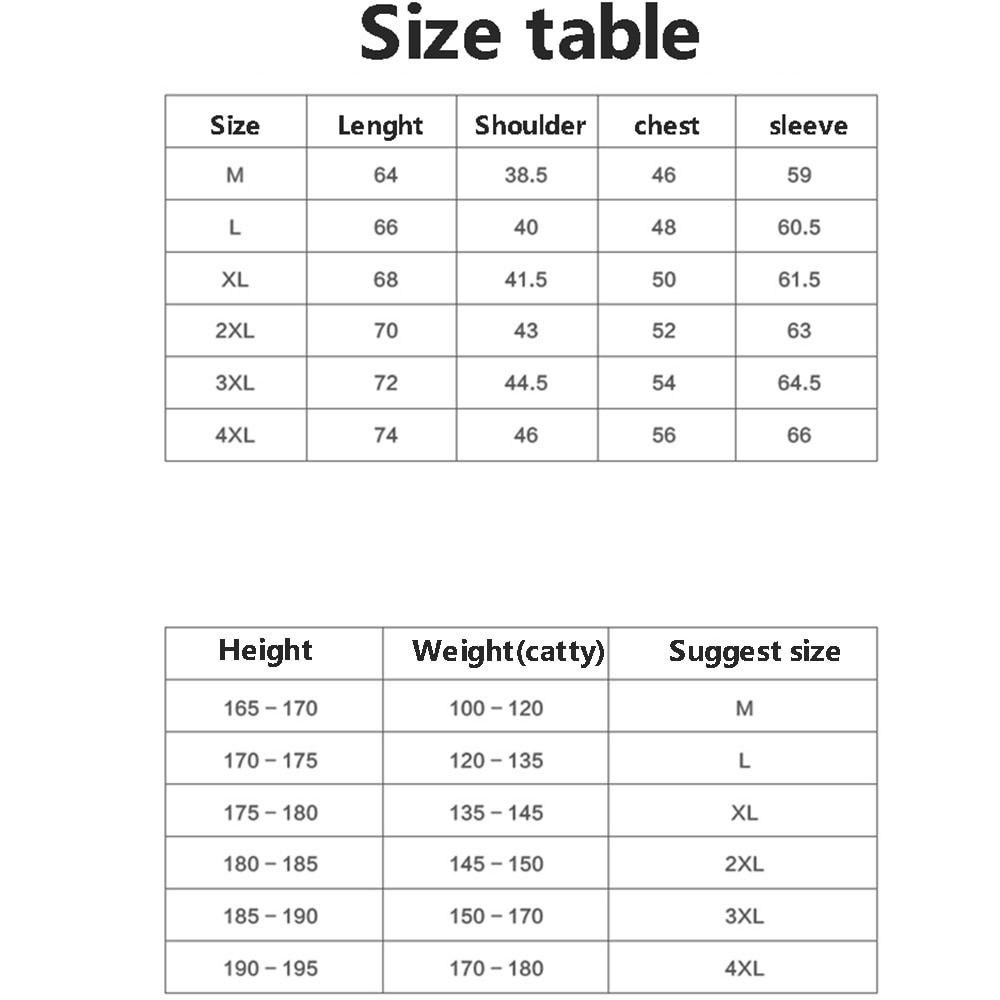 Size table
Size Lenght Shoulder chest sleeve
M 64 38.5 46 59
L 66 40 48 60.5
XL 68 41.5 50 61.5
2XL 70 43 52 63
3XL 72 44.5 54 64.5
4XL 74 46 56 66
Height Weight(catty) Suggest size
165 – 170 100 – 120 M
170 – 175 120 – 135 L
175 – 180 135 – 145 XL
180 – 185 145 – 150 2XL
185 – 190 150 – 170 3XL
190 – 195 170 – 180 4XL